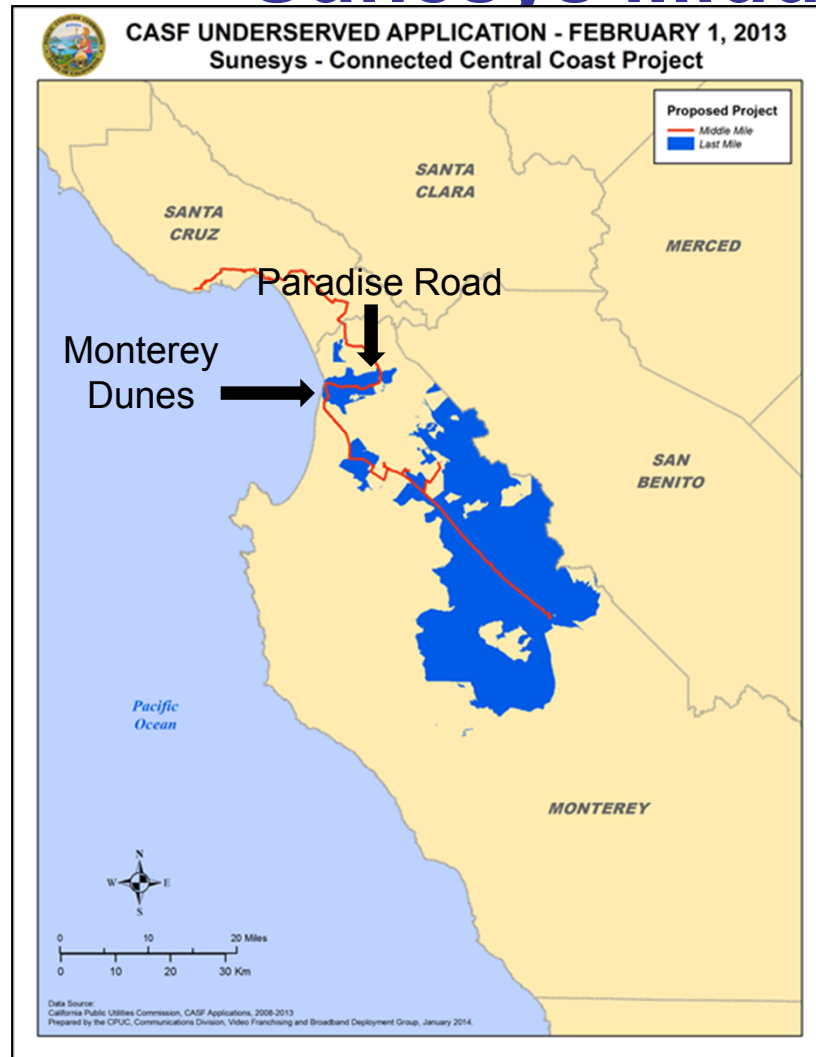 CASF UNDERSERVED APPLICATION - FEBRUARY 1, 2013
Sunesys - Connected Central Coast Project
Proposed Project
Middle Mile
Last Mile
SANTA
CLARA
SANTA
CRUZ
MERCED
Paradise Road
Monterey
Dunes
SAN
BENITO
Pacific
Ocean
MONTEREY
N
W E
S
0 10 20 Miles
0 10 20 30 Km
Data Source:
California Public Utilities Commission, CASF Applications, 2008-2013
Prepared by the CPUC, Communications Division, Video Franchising and Broadband Deployment Group, January 2014.